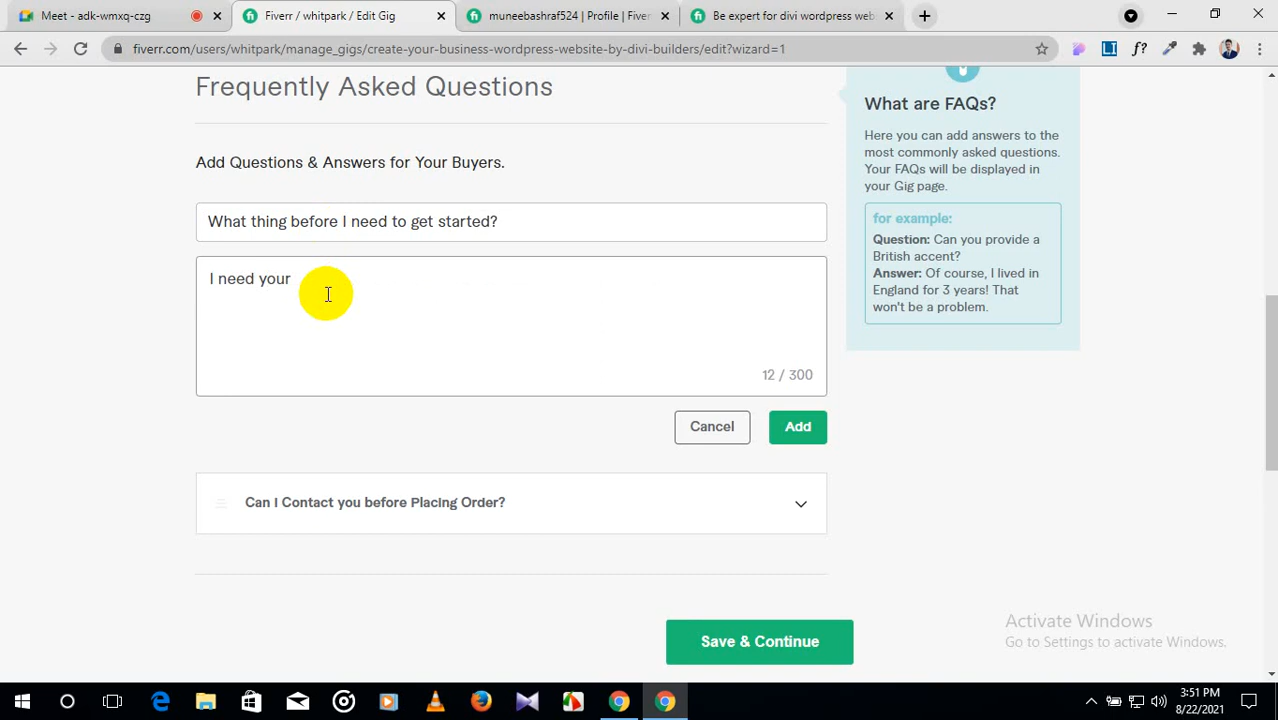 Meet - adk-wmxq-czg
Fiverr / whitpark / Edit Gig
muneebashraf524 | Profile | Fiverr
Be expert for divi wordpress web
fiverr.com/users/whitpark/manage_gigs/create-your-business-wordpress-website-by-divi-builders/edit?wizard=1
Frequently Asked Questions
Add Questions & Answers for Your Buyers.
What thing before I need to get started?
I need your
12 / 300
Cancel
Add
Can I Contact you before Placing Order?
Save & Continue
What are FAQs?
Here you can add answers to the
most commonly asked questions.
Your FAQs will be displayed in
your Gig page.
for example:
Question: Can you provide a
British accent?
Answer: Of course, I lived in
England for 3 years! That
won't be a problem.
Activate Windows
Go to Settings to activate Windows.
3:51 PM
8/22/2021